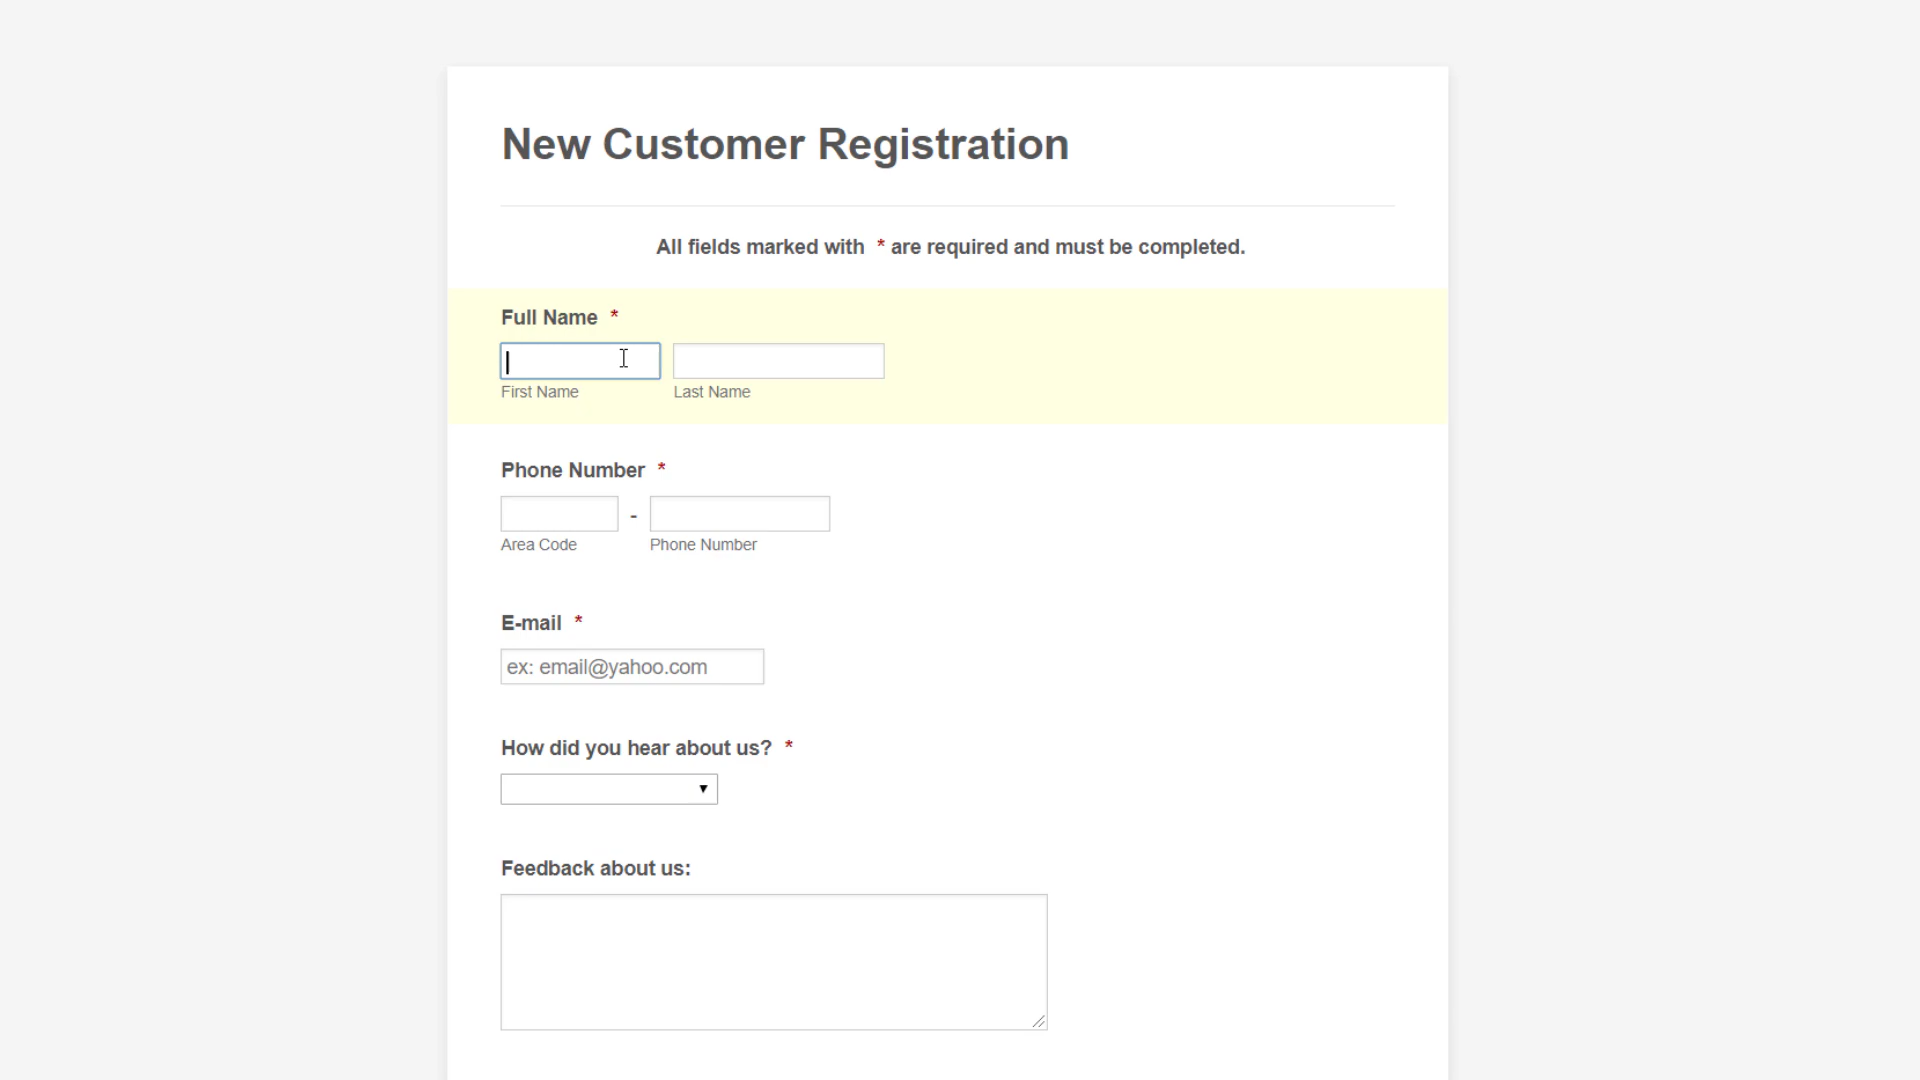 New Customer Registration
All fields marked with * are required and must be completed.
Full Name *
First Name Last Name
Phone Number *
-
Area Code Phone Number
E-mail *
ex: email@yahoo.com
How did you hear about us? *
Feedback about us: